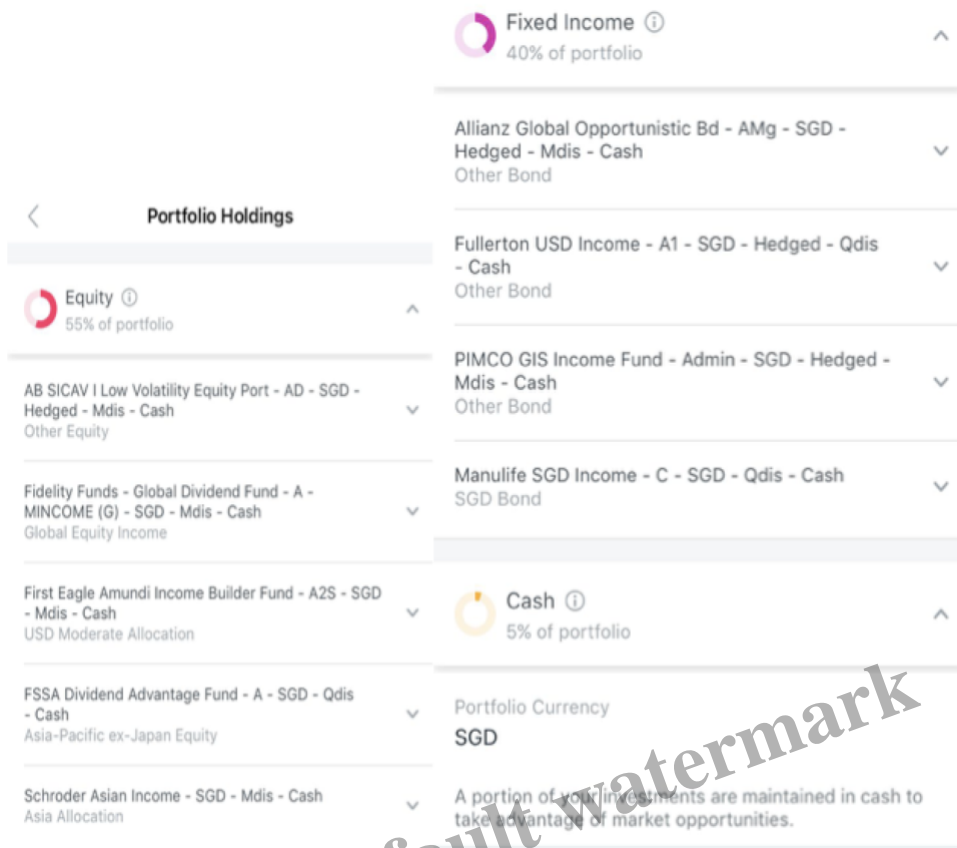 Portfolio Holdings
Equity
55% of portfolio
AB SICAV I Low Volatility Equity Port - AD - SGD -
Hedged - Mdis - Cash
Other Equity
Fidelity Funds - Global Dividend Fund - A -
MINCOME (G) - SGD - Mdis - Cash
Global Equity Income
First Eagle Amundi Income Builder Fund - A2S - SGD
- Mdis - Cash
USD Moderate Allocation
FSSA Dividend Advantage Fund - A - SGD - Qdis
- Cash
Asia-Pacific ex-Japan Equity
Schroder Asian Income - SGD - Mdis - Cash
Asia Allocation
Fixed Income
40% of portfolio
Allianz Global Opportunistic Bd - AMg - SGD -
Hedged - Mdis - Cash
Other Bond
Fullerton USD Income - A1 - SGD - Hedged - Qdis
- Cash
Other Bond
PIMCO GIS Income Fund - Admin - SGD - Hedged -
Mdis - Cash
Other Bond
Manulife SGD Income - C - SGD - Qdis - Cash
SGD Bond
Cash
5% of portfolio
Portfolio Currency
SGD
A portion of your investments are maintained in cash to
take advantage of market opportunities.
watermark